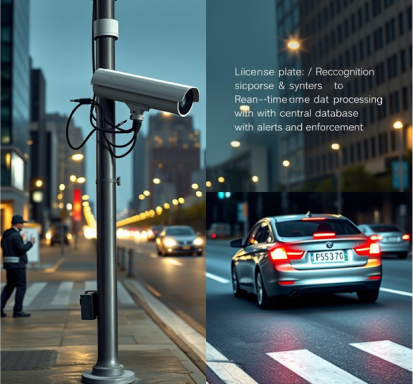 Liicense plate: / Reccognition
sicporse & synters to
Rean--time ome dat processing
with with central database
with alerts and enforcement
P5537O